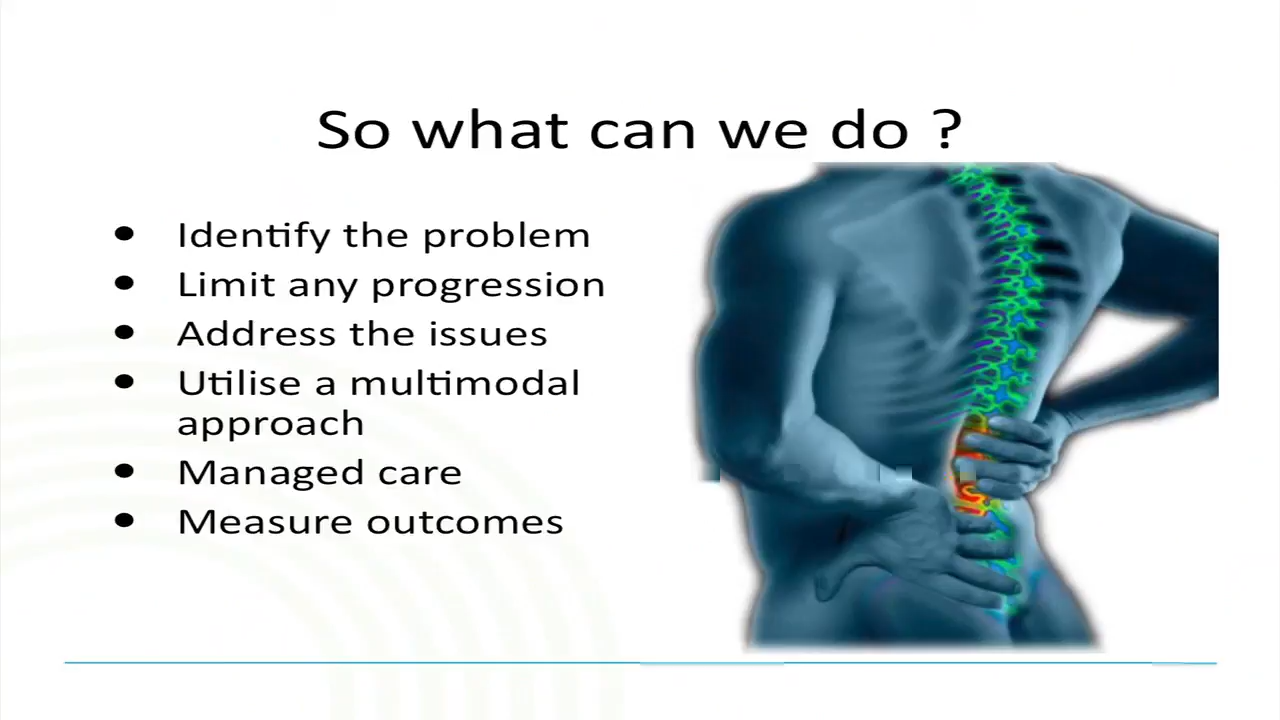 So what can we do ?
• Identify the problem
• Limit any progression
• Address the issues
• Utilise a multimodal
approach
• Managed care
• Measure outcomes